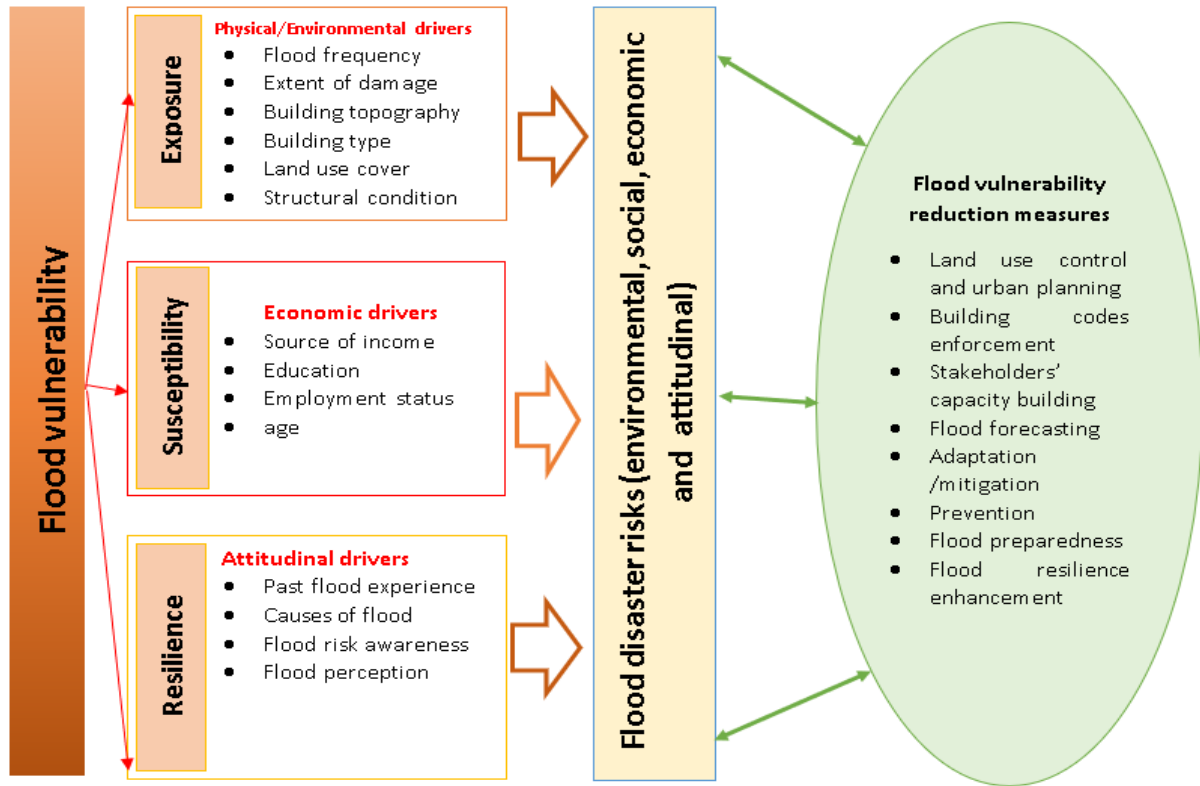 Flood vulnerability
Exposure
Physical/Environmental drivers
● Flood frequency
● Extent of damage
● Building topography
● Building type
● Land use cover
● Structural condition
Susceptibility
Economic drivers
● Source of income
● Education
● Employment status
● age
Resilience
Attitudinal drivers
● Past flood experience
● Causes of flood
● Flood risk awareness
● Flood perception
Flood disaster risks (environmental, social, economic
and attitudinal)
Flood vulnerability
reduction measures
● Land use control
and urban planning
● Building codes
enforcement
● Stakeholders’
capacity building
● Flood forecasting
● Adaptation
/mitigation
● Prevention
● Flood preparedness
● Flood resilience
enhancement